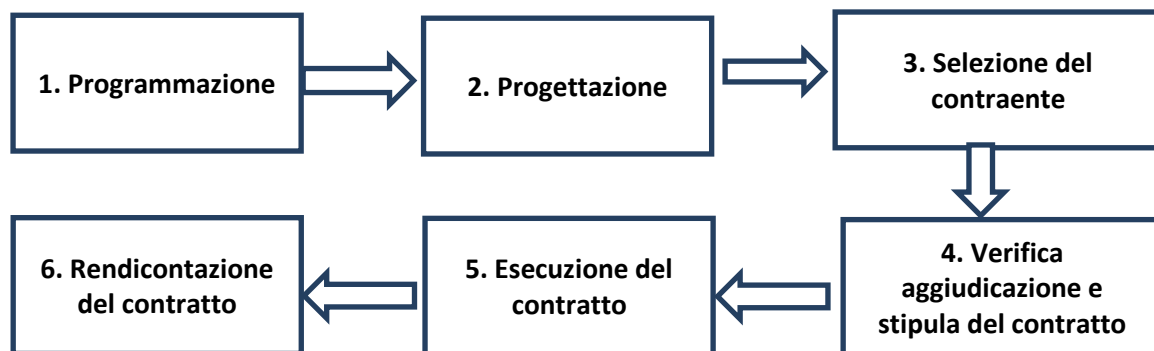 1. Programmazione
2. Progettazione
3. Selezione del
contraente
4. Verifica
aggiudicazione e
stipula del contratto
5. Esecuzione del
contratto
6. Rendicontazione
del contratto